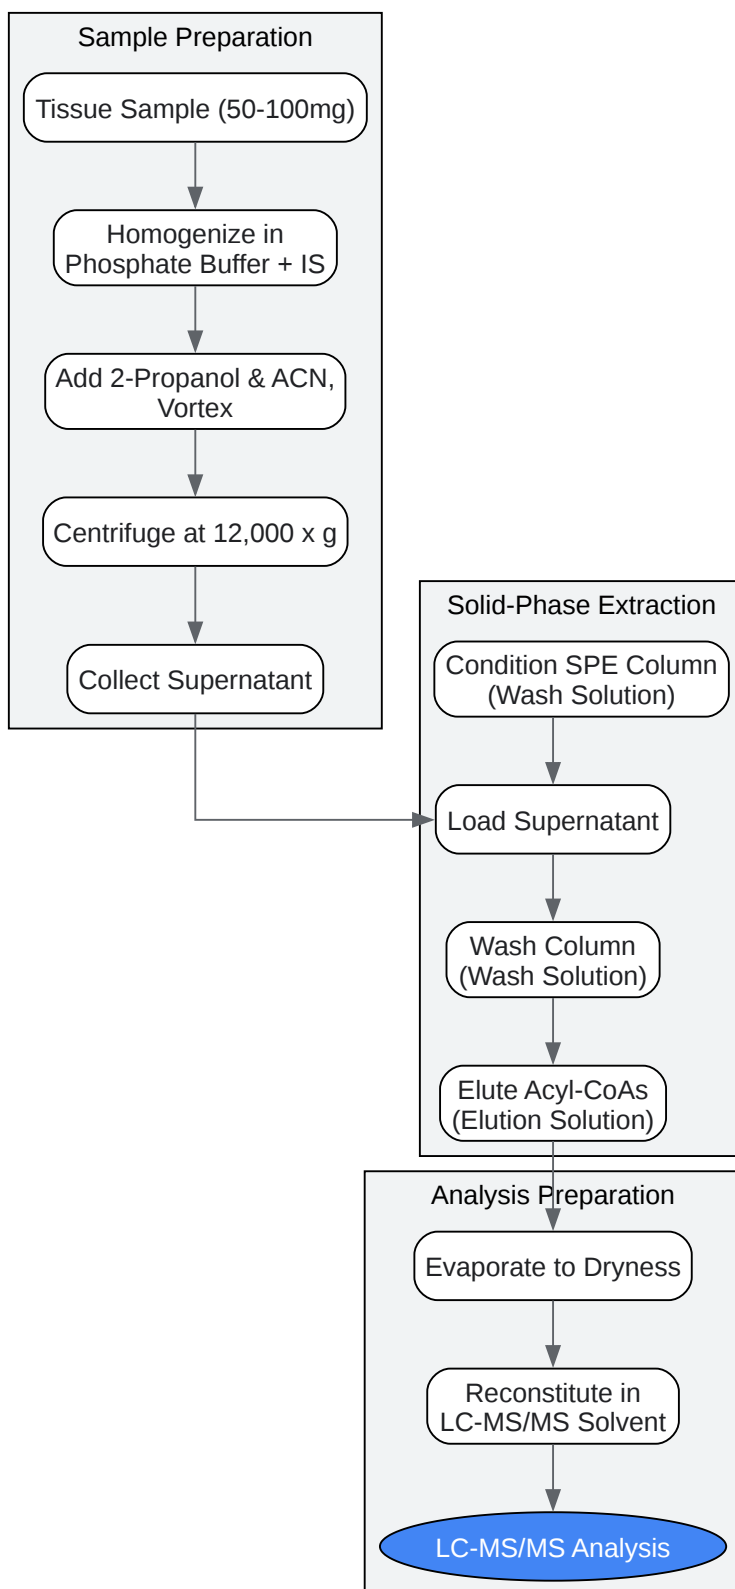 Sample Preparation
Tissue Sample (50-100mg)
Homogenize in
Phosphate Buffer + IS
Add 2-Propanol & ACN,
Vortex
Centrifuge at 12,000 x g
Collect Supernatant
Solid-Phase Extraction
Condition SPE Column
(Wash Solution)
Load Supernatant
Wash Column
(Wash Solution)
Elute Acyl-CoAs
(Elution Solution)
Analysis Preparation
Evaporate to Dryness
Reconstitute in
LC-MS/MS Solvent
LC-MS/MS Analysis